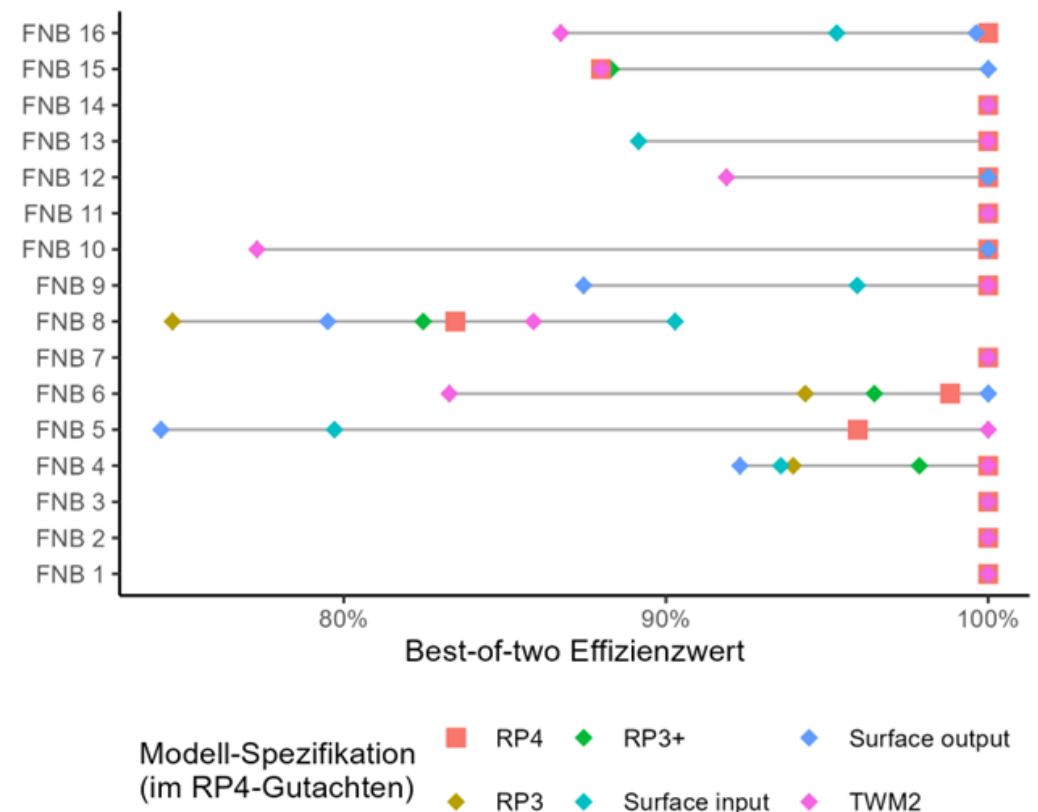 FNB 16
FNB 15
FNB 14
FNB 13
FNB 12
FNB 11
FNB 10
FNB 9
FNB 8
FNB 7
FNB 6
FNB 5
FNB 4
FNB 3
FNB 2
FNB 1
80% 90% 100%
Best-of-two Effizienzwert
Modell-Spezifikation
(im RP4-Gutachten)
RP4 RP3+ Surface output
RP3 Surface input TWM2